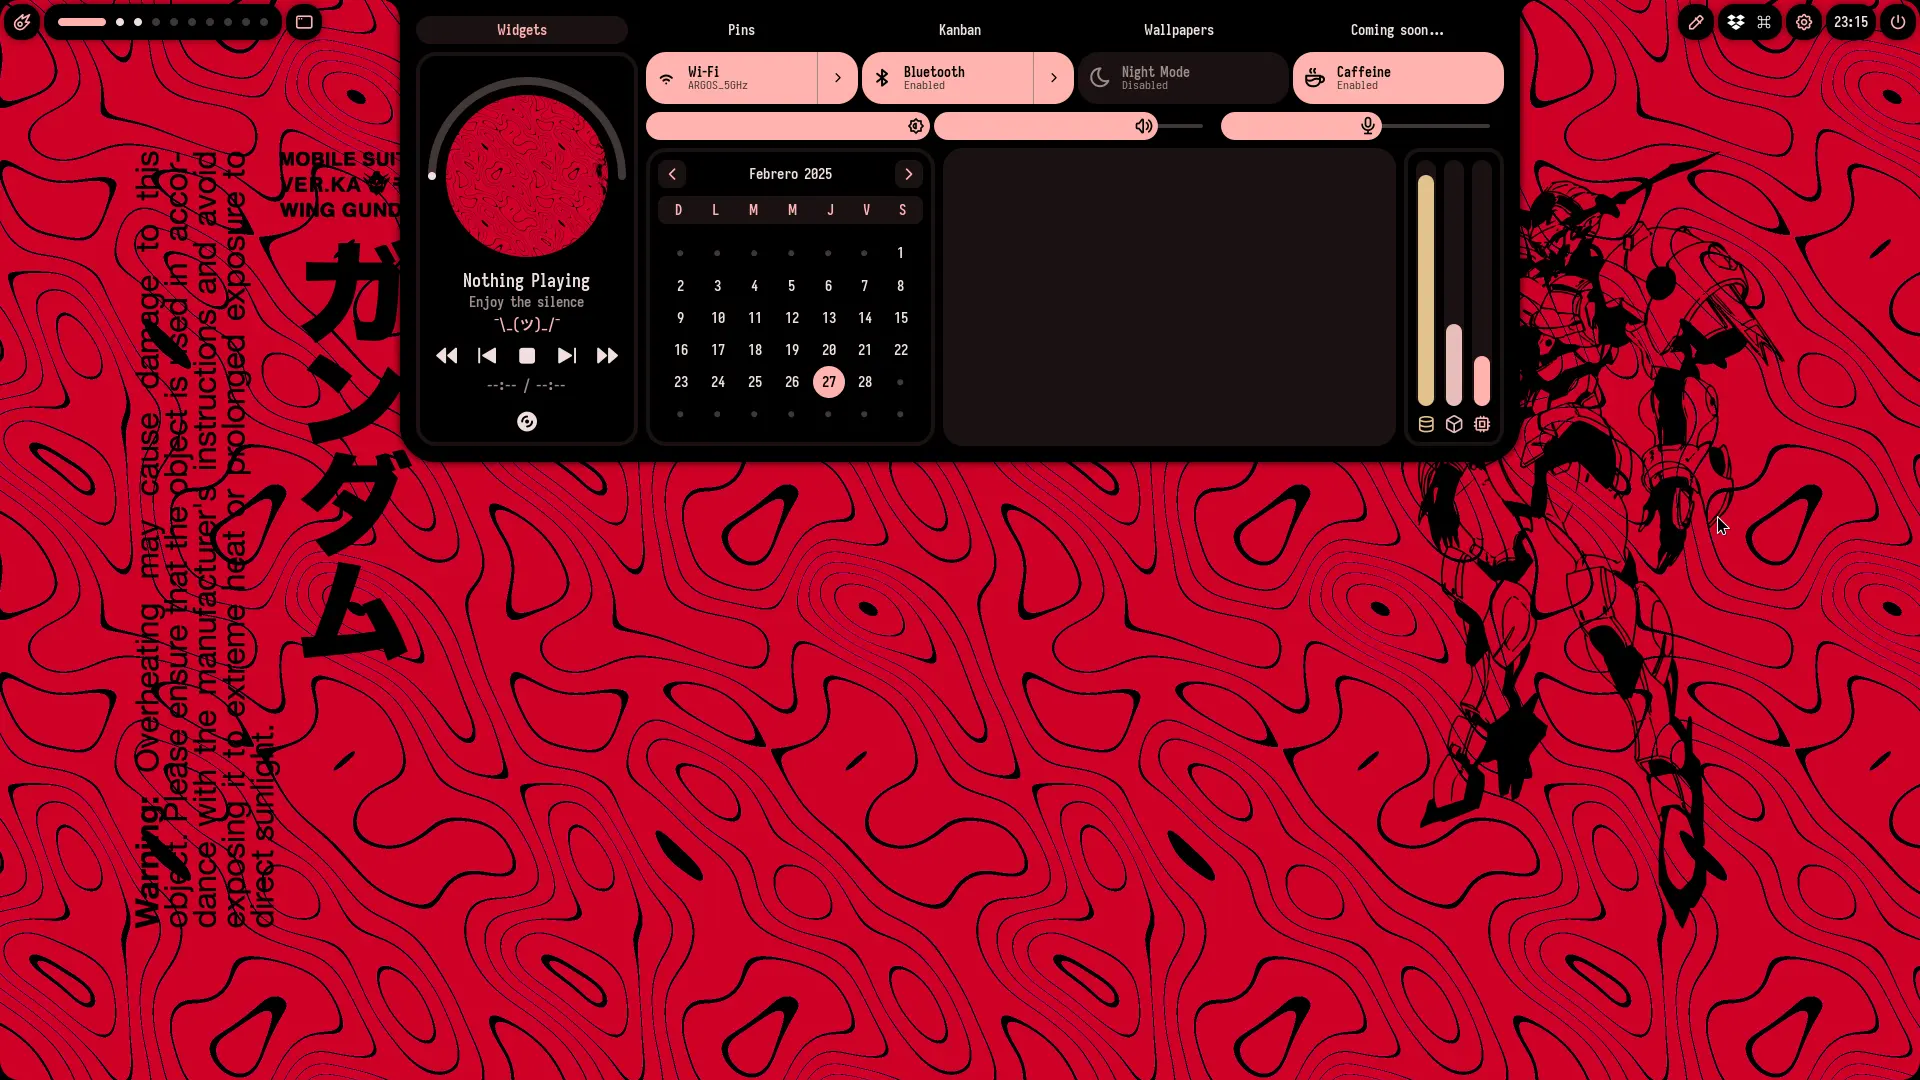 Widgets
Pins
Kanban
Wallpapers
Coming soon...
23:15
Wi-Fi
ARGOS_5GHz
Bluetooth
Enabled
Night Mode
Disabled
Caffeine
Enabled
Nothing Playing
Enjoy the silence
¯\_(ツ)_/¯
--:-- / --:--
Febrero 2025
D L M M J V S
1
2 3 4 5 6 7 8
9 10 11 12 13 14 15
16 17 18 19 20 21 22
23 24 25 26 27 28
MOBILE SUI
VER.KA
WING GUND
ガンダム
Warning: Overheating may cause damage to this
object. Please ensure that the object is used in accor-
dance with the manufacturer's instructions and avoid
exposing it to extreme heat or prolonged exposure to
direct sunlight.